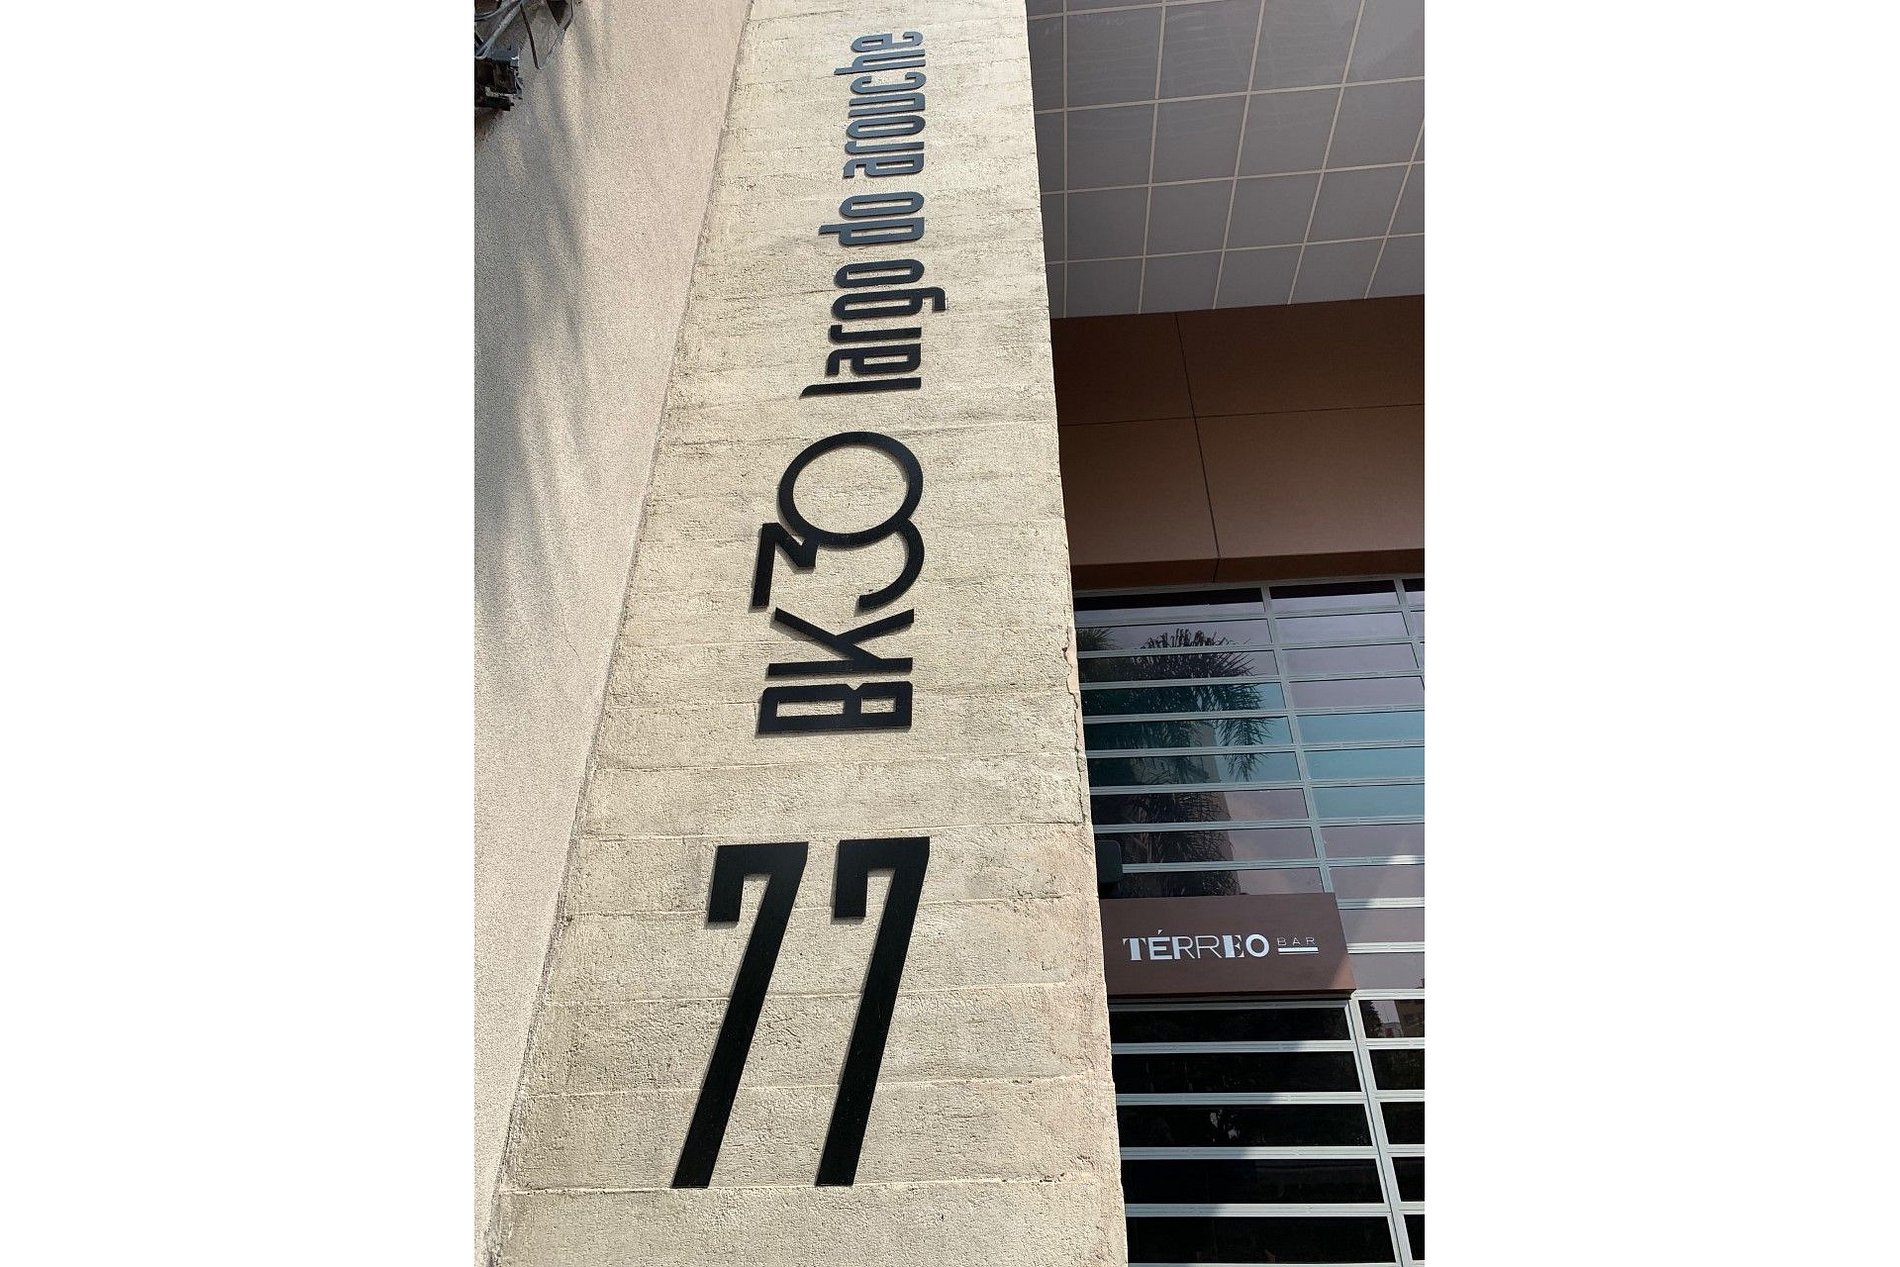 BK30 largo do arouche
77
TÉRREO BAR